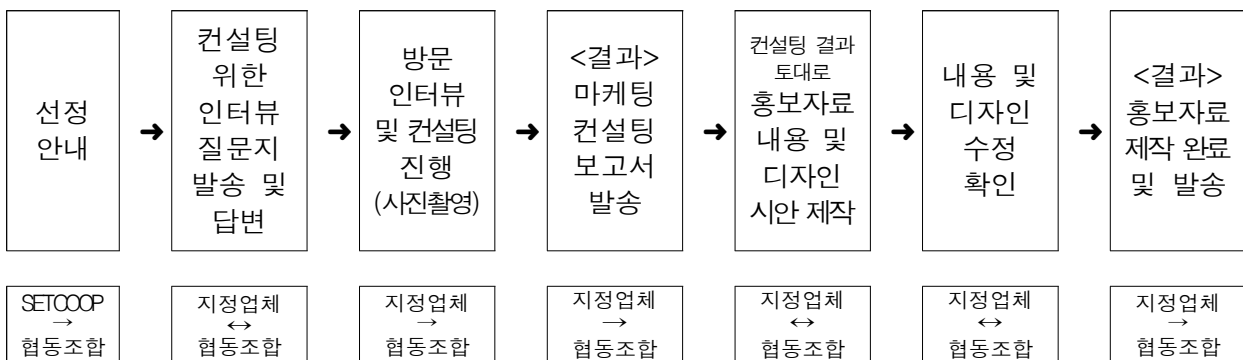 선정
안내
➜
컨설팅
위한
인터뷰
질문지
발송 및
답변
➜
방문
인터뷰
및 컨설팅
진행
(사진촬영)
➜
<결과>
마케팅
컨설팅
보고서
발송
➜
컨설팅 결과
토대로
홍보자료
내용 및
디자인
시안 제작
➜
내용 및
디자인
수정
확인
➜
<결과>
홍보자료
제작 완료
및 발송
SETCOOP
→
협동조합
지정업체
↔
협동조합
지정업체
→
협동조합
지정업체
→
협동조합
지정업체
↔
협동조합
지정업체
↔
협동조합
지정업체
→
협동조합